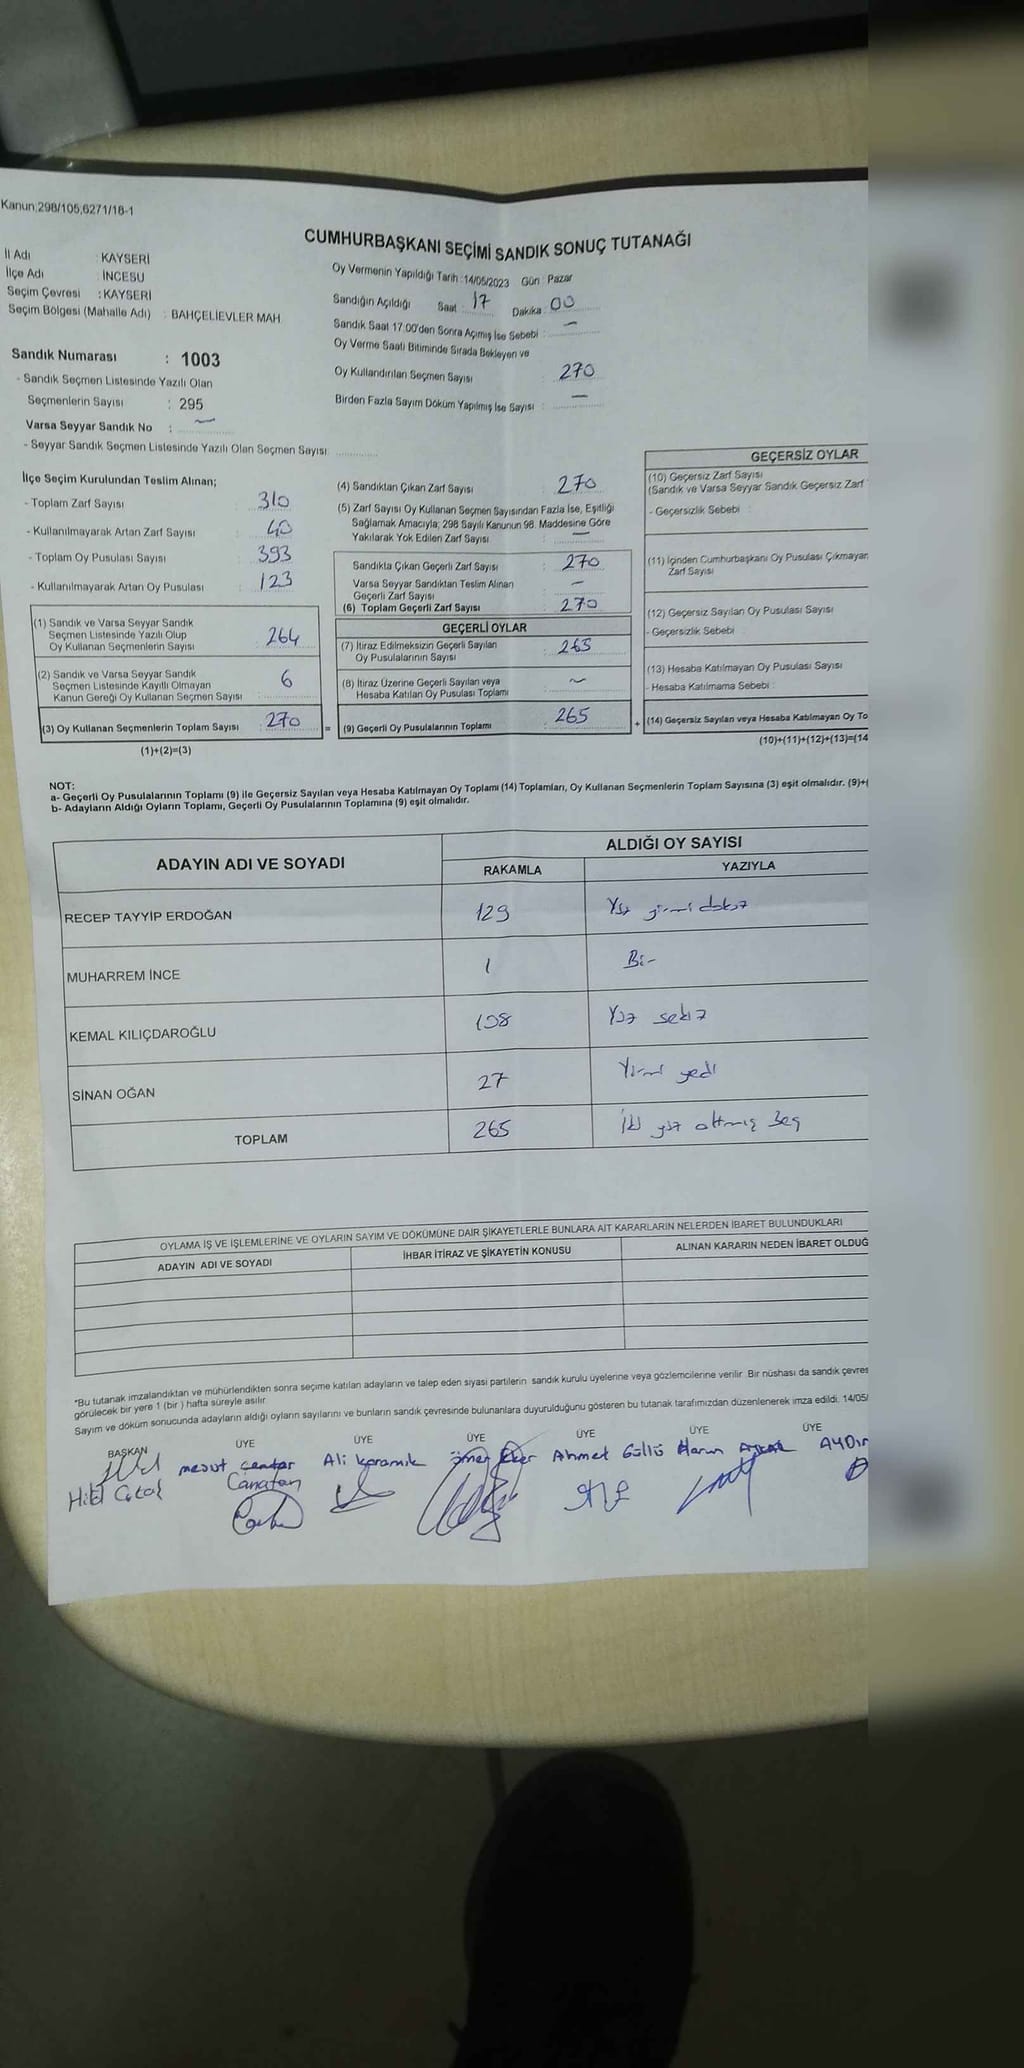 Kanun;298/105,6271/18-1
CUMHURBAŞKANI SEÇİMİ SANDIK SONUÇ TUTANAĞI
İl Adı : KAYSERİ
İlçe Adı : İNCESU
Seçim Çevresi : KAYSERİ
Seçim Bölgesi (Mahalle Adı) : BAHÇELİEVLER MAH
Sandık Numarası : 1003
- Sandık Seçmen Listesinde Yazılı Olan
Seçmenlerin Sayısı : 295
Varsa Seyyar Sandık No : –
- Seyyar Sandık Seçmen Listesinde Yazılı Olan Seçmen Sayısı:
Oy Vermenin Yapıldığı Tarih :14/05/2023 Gün : Pazar
Sandığın Açıldığı Saat 17 Dakika 00
Sandık Saat 17:00'den Sonra Açımış İse Sebebi : –
Oy Verme Saati Bitiminde Sırada Bekleyen ve
Oy Kullandırılan Seçmen Sayısı : 270
Birden Fazla Sayım Döküm Yapılmış İse Sayısı : –
İlçe Seçim Kurulundan Teslim Alınan;
- Toplam Zarf Sayısı : 310
- Kullanılmayarak Artan Zarf Sayısı : 40
- Toplam Oy Pusulası Sayısı : 393
- Kullanılmayarak Artan Oy Pusulası : 123
(1) Sandık ve Varsa Seyyar Sandık
Seçmen Listesinde Yazılı Olup
Oy Kullanan Seçmenlerin Sayısı : 264
(2) Sandık ve Varsa Seyyar Sandık
Seçmen Listesinde Kayıtlı Olmayan
Kanun Gereği Oy Kullanan Seçmen Sayısı : 6
(3) Oy Kullanan Seçmenlerin Toplam Sayısı : 270
(1)+(2)=(3)
(4) Sandıktan Çıkan Zarf Sayısı : 270
(5) Zarf Sayısı Oy Kullanan Seçmen Sayısından Fazla İse, Eşitliği
Sağlamak Amacıyla; 298 Sayılı Kanunun 98. Maddesine Göre
Yakılarak Yok Edilen Zarf Sayısı : –
Sandıkta Çıkan Geçerli Zarf Sayısı : 270
Varsa Seyyar Sandıktan Teslim Alınan
Geçerli Zarf Sayısı : –
(6) Toplam Geçerli Zarf Sayısı : 270
GEÇERLİ OYLAR
(7) İtiraz Edilmeksizin Geçerli Sayılan
Oy Pusulalarının Sayısı : 265
(8) İtiraz Üzerine Geçerli Sayılan veya
Hesaba Katılan Oy Pusulası Toplamı : –
= (9) Geçerli Oy Pusulalarının Toplamı : 265
GEÇERSİZ OYLAR
(10) Geçersiz Zarf Sayısı
(Sandık ve Varsa Seyyar Sandık Geçersiz Zarf
- Geçersizlik Sebebi :
(11) İçinden Cumhurbaşkanı Oy Pusulası Çıkmayan
Zarf Sayısı
(12) Geçersiz Sayılan Oy Pusulası Sayısı
- Geçersizlik Sebebi :
(13) Hesaba Katılmayan Oy Pusulası Sayısı
- Hesaba Katılmama Sebebi :
+ (14) Geçersiz Sayılan veya Hesaba Katılmayan Oy To
(10)+(11)+(12)+(13)=(14
NOT:
a- Geçerli Oy Pusulalarının Toplamı (9) ile Geçersiz Sayılan veya Hesaba Katılmayan Oy Toplamı (14) Toplamları, Oy Kullanan Seçmenlerin Toplam Sayısına (3) eşit olmalıdır. (9)+(
b- Adayların Aldığı Oyların Toplamı, Geçerli Oy Pusulalarının Toplamına (9) eşit olmalıdır.
ADAYIN ADI VE SOYADI ALDIĞI OY SAYISI
RAKAMLA YAZIYLA
RECEP TAYYİP ERDOĞAN 129 Yüz yirmi dokuz
MUHARREM İNCE 1 Bir
KEMAL KILIÇDAROĞLU 108 Yüz sekiz
SİNAN OĞAN 27 Yirmi yedi
TOPLAM 265 İki yüz altmış beş
OYLAMA İŞ VE İŞLEMLERİNE VE OYLARIN SAYIM VE DÖKÜMÜNE DAİR ŞİKAYETLERLE BUNLARA AİT KARARLARIN NELERDEN İBARET BULUNDUKLARI
ADAYIN ADI VE SOYADI İHBAR İTİRAZ VE ŞİKAYETİN KONUSU ALINAN KARARIN NEDEN İBARET OLDUĞ
*Bu tutanak imzalandıktan ve mühürlendikten sonra seçime katılan adayların ve talep eden siyasi partilerin sandık kurulu üyelerine veya gözlemcilerine verilir. Bir nüshası da sandık çevres
görülecek bir yere 1 (bir ) hafta süreyle asılır.
Sayım ve döküm sonucunda adayların aldığı oyların sayılarını ve bunların sandık çevresinde bulunanlara duyurulduğunu gösteren bu tutanak tarafımızdan düzenlenerek imza edildi. 14/05/
BAŞKAN ÜYE ÜYE ÜYE ÜYE ÜYE ÜYE
mesut Ali Karamık Ömer Ahmet Güllü Harun AYDIN
Canatan